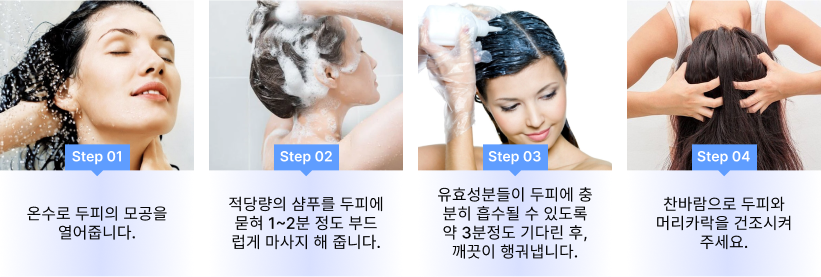 Step 01
온수로 두피의 모공을
열어줍니다.
Step 02
적당량의 샴푸를 두피에
묻혀 1~2분 정도 부드
럽게 마사지 해 줍니다.
Step 03
유효성분들이 두피에 충
분히 흡수될 수 있도록
약 3분정도 기다린 후,
깨끗이 행궈냅니다.
Step 04
찬바람으로 두피와
머리카락을 건조시켜
주세요.